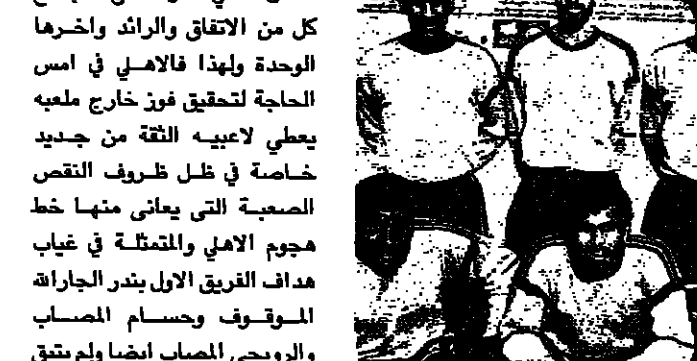 كل من الاتفاق والرائد واخرها
الوحدة ولهذا فالاهلي في امس
الحاجة لتحقيق فوز خارج ملعبه
يعطي لاعبيه الثقة من جديد
خاصة في ظل ظروف النقص
الصعبة التى يعانى منها خط
هجوم الاهلي والمتمثلة في غياب
هداف الفريق الاول بندر الجارالله
الموقوف وحسام المصاب
والرويجي المصاب ايضا ولم يتبق